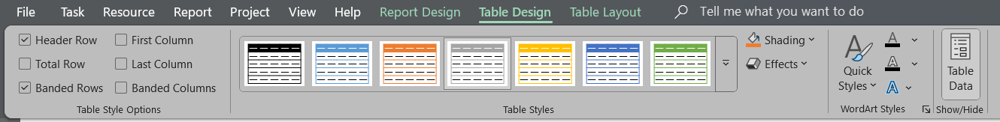 File Task Resource Report Project View Help Report Design Table Design Table Layout Tell me what you want to do
Header Row First Column
Total Row Last Column
Banded Rows Banded Columns
Table Style Options
Table Styles
Shading
Effects
Quick
Styles
A
A
A
WordArt Styles
Table
Data
Show/Hide